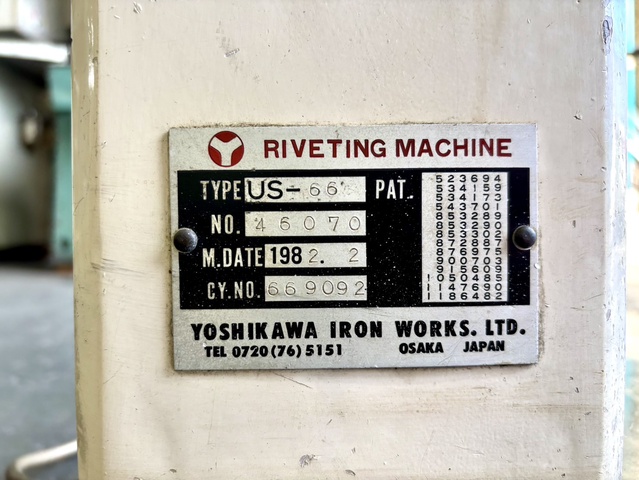 RIVETING MACHINE
TYPE US-66 PAT.
NO. 46070
M.DATE 1982. 2
CY.NO. 669092
523694
534159
534173
543701
853289
853290
853302
872887
876975
900703
915609
1050485
1147690
1186482
YOSHIKAWA IRON WORKS. LTD.
TEL 0720(76)5151 OSAKA JAPAN